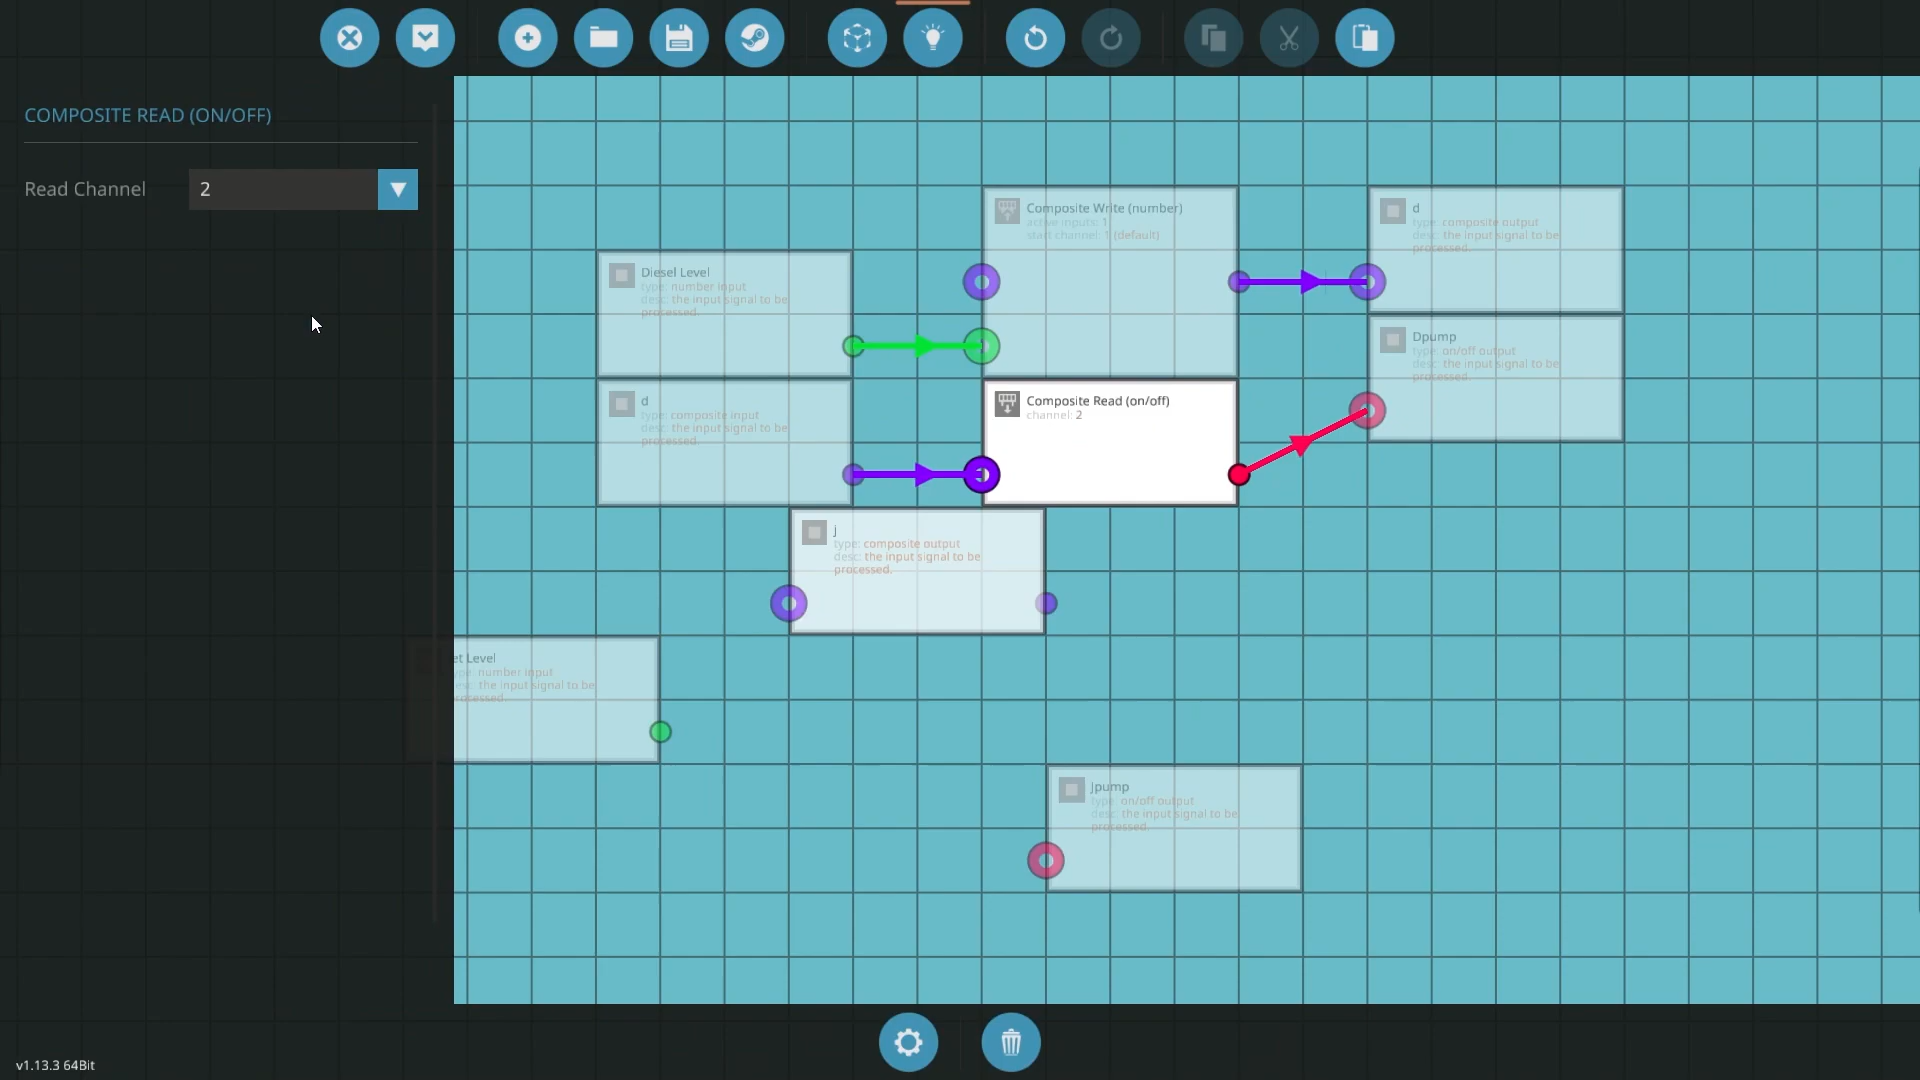 COMPOSITE READ (ON/OFF)
Read Channel
2
Composite Write (number)
active inputs: 1
start channel: 1 (default)
d
type: composite output
desc: the input signal to be
processed.
Diesel Level
type: number input
desc: the input signal to be
processed.
Dpump
type: on/off output
desc: the input signal to be
processed.
d
type: composite input
desc: the input signal to be
processed.
Composite Read (on/off)
channel: 2
j
type: composite output
desc: the input signal to be
processed.
et Level
type: number input
desc: the input signal to be
processed.
Jpump
type: on/off output
desc: the input signal to be
processed.
v1.13.3 64Bit